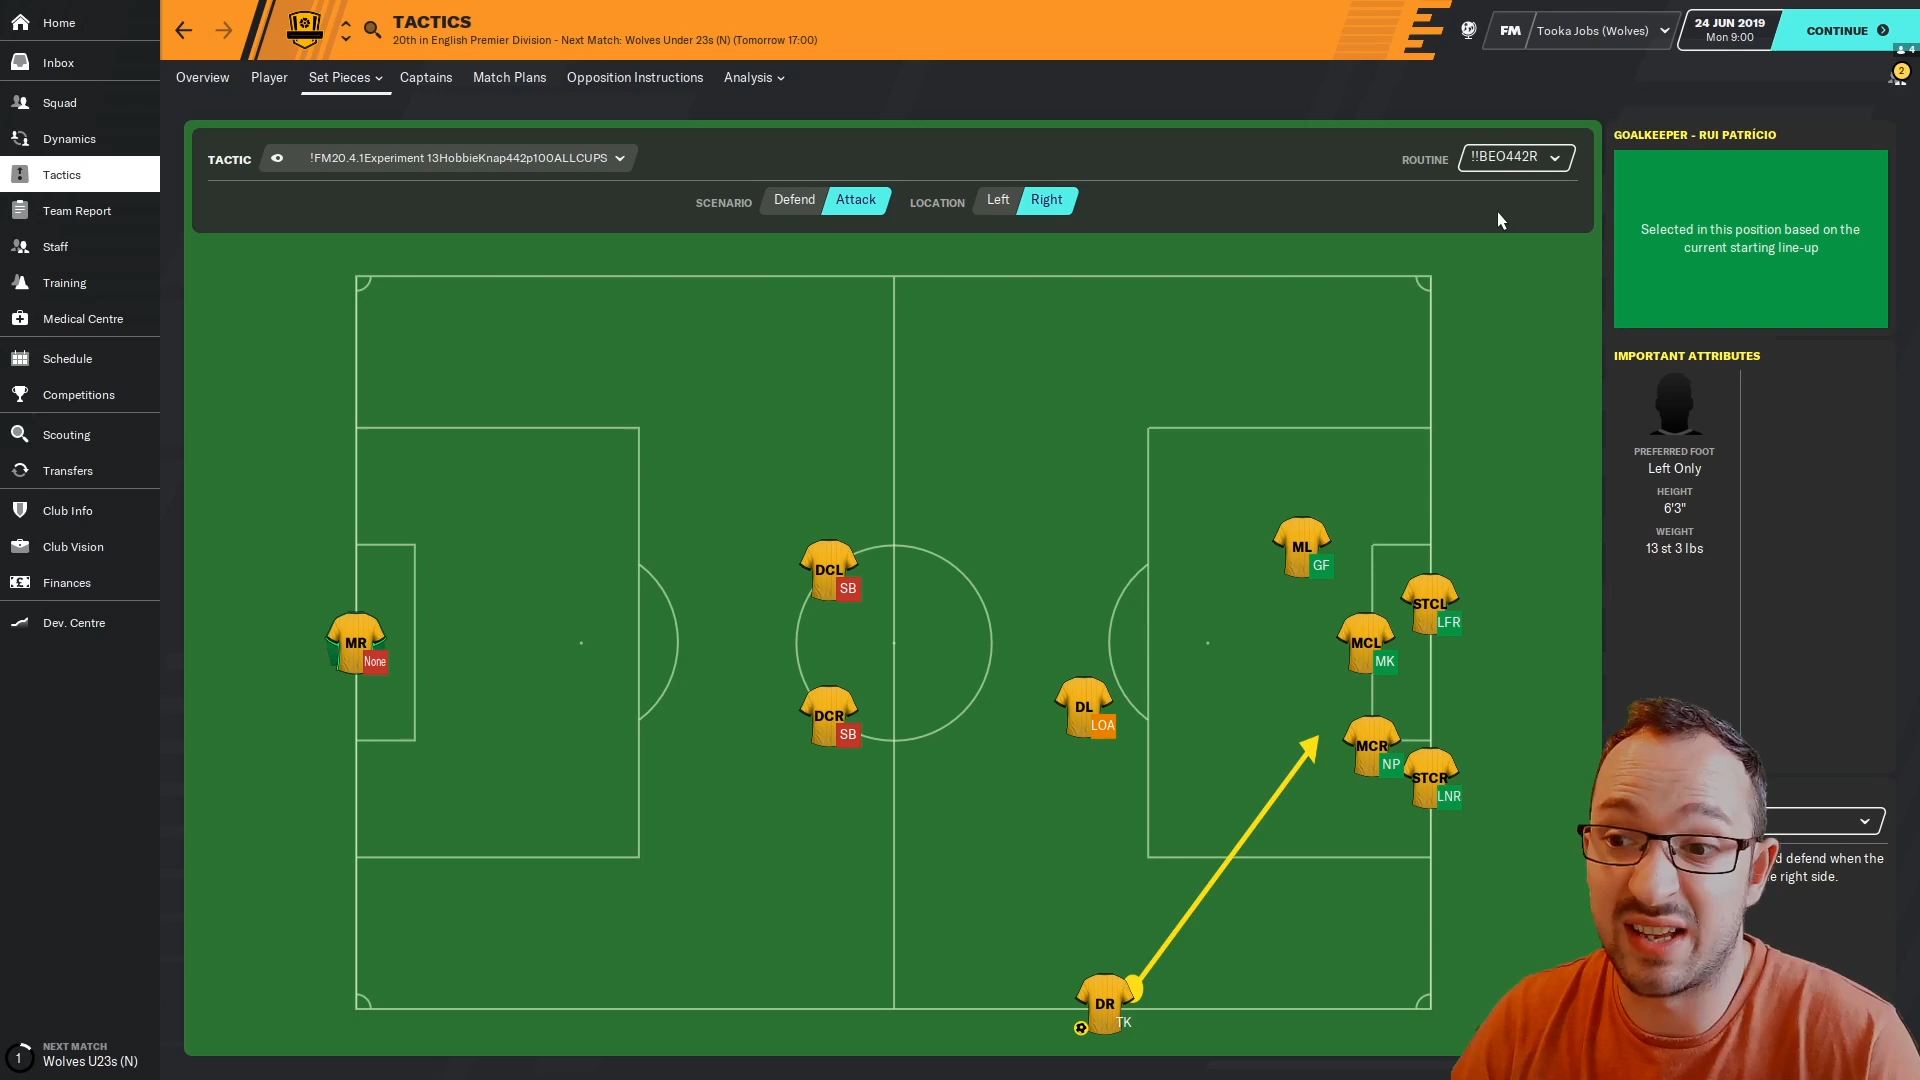 Home
Inbox
Squad
Dynamics
Tactics
Team Report
Staff
Training
Medical Centre
Schedule
Competitions
Scouting
Transfers
Club Info
Club Vision
Finances
Dev. Centre
1
NEXT MATCH
Wolves U23s (N)
TACTICS
20th in English Premier Division - Next Match: Wolves Under 23s (N) (Tomorrow 17:00)
FM
Tooka Jobs (Wolves)
24 JUN 2019
Mon 9:00
CONTINUE
4
2
Overview
Player
Set Pieces
Captains
Match Plans
Opposition Instructions
Analysis
TACTIC
!FM20.4.1Experiment 13HobbieKnap442p100ALLCUPS
ROUTINE
!!BEO442R
SCENARIO
Defend
Attack
LOCATION
Left
Right
ML
GF
DCL
SB
STCL
LFR
MR
None
MCL
MK
DL
LOA
DCR
SB
MCR
NP
STCR
LNR
DR
TK
GOALKEEPER - RUI PATRÍCIO
Selected in this position based on the
current starting line-up
IMPORTANT ATTRIBUTES
PREFERRED FOOT
Left Only
HEIGHT
6'3"
WEIGHT
13 st 3 lbs
defend when the
right side.